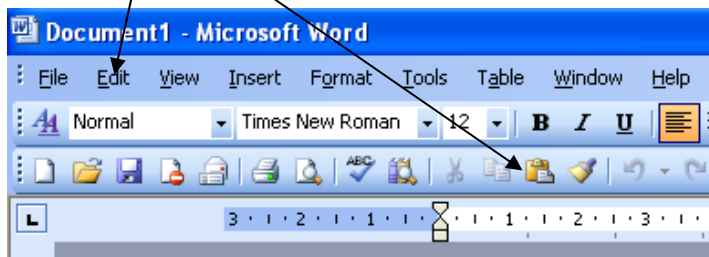 Document1 - Microsoft Word
File Edit View Insert Format Tools Table Window Help
Normal Times New Roman 12 B I U
ABC
L 3 2 1 1 2 3